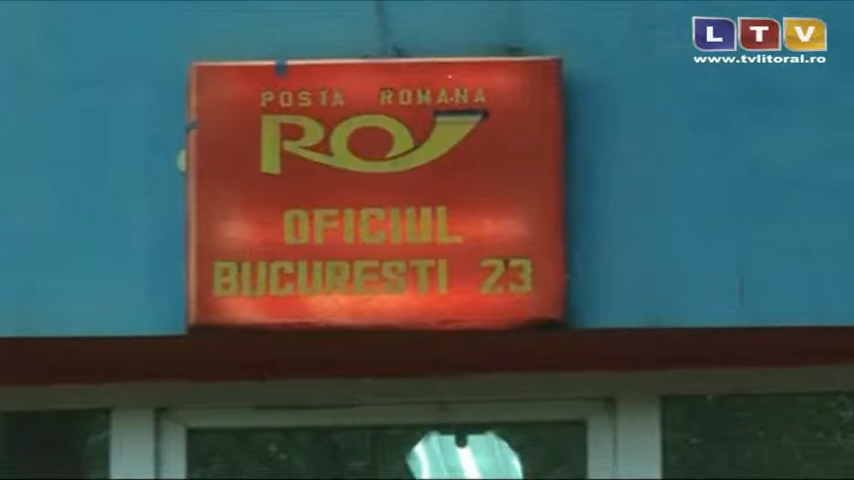 LTV
www.tvlitoral.ro
POSTA ROMANA
RO
OFICIUL
BUCURESTI 23